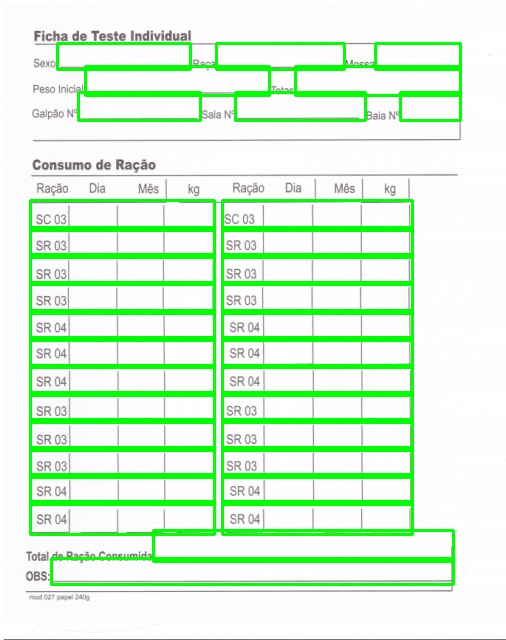 Ficha de Teste Individual
Sexo Raça Mossa
Peso Inicial Tetas
Galpão Nº Sala Nº Baia Nº
Consumo de Ração
Ração Dia Mês kg Ração Dia Mês kg
SC 03 SC 03
SR 03 SR 03
SR 03 SR 03
SR 03 SR 03
SR 04 SR 04
SR 04 SR 04
SR 04 SR 04
SR 03 SR 03
SR 03 SR 03
SR 03 SR 03
SR 04 SR 04
SR 04 SR 04
Total de Ração Consumida
OBS:
mod 027 papel 240g